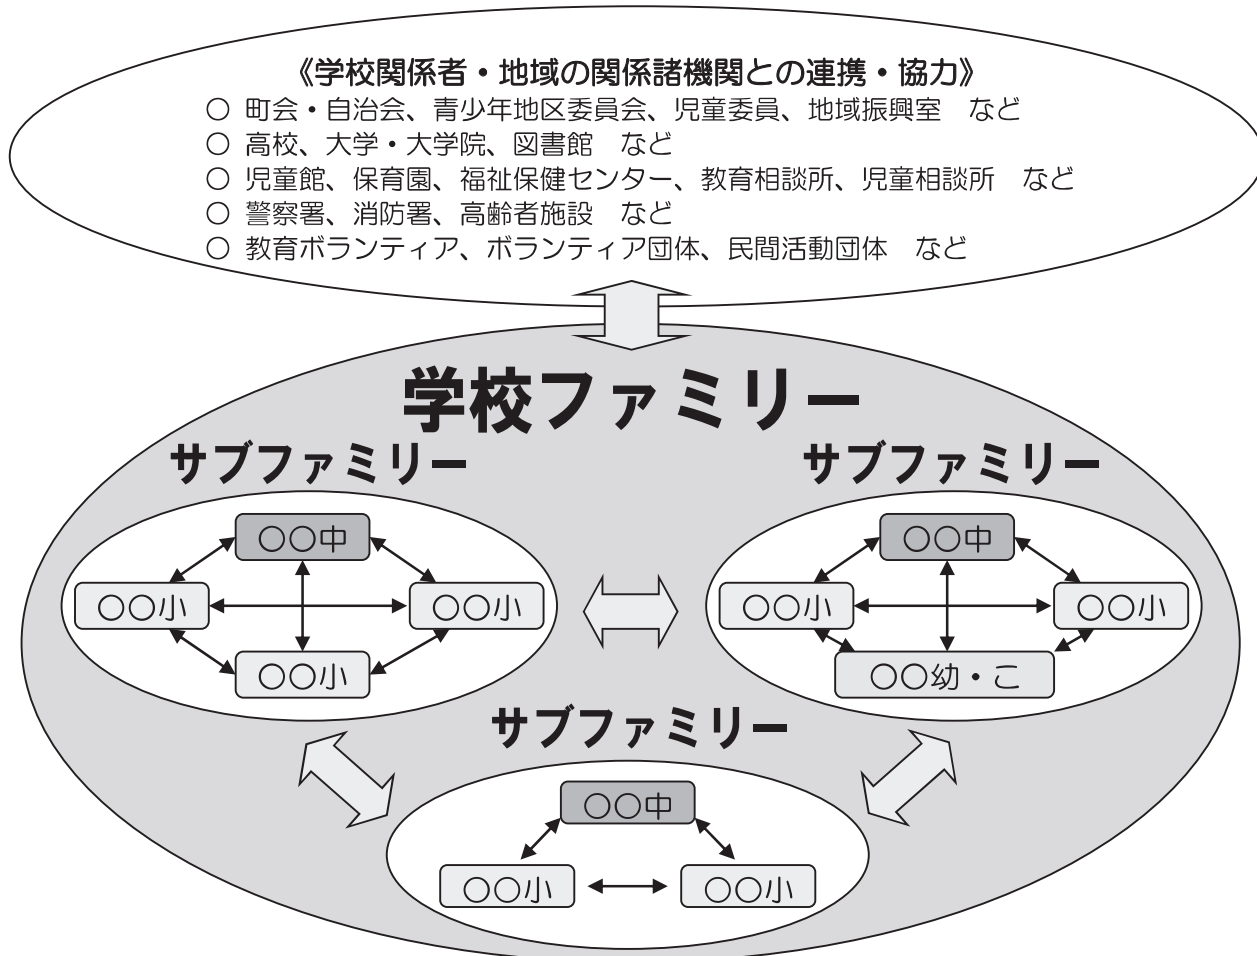 《学校関係者・地域の関係諸機関との連携・協力》
○ 町会・自治会、青少年地区委員会、児童委員、地域振興室　など
○ 高校、大学・大学院、図書館　など
○ 児童館、保育園、福祉保健センター、教育相談所、児童相談所　など
○ 警察署、消防署、高齢者施設　など
○ 教育ボランティア、ボランティア団体、民間活動団体　など
学校ファミリー
サブファミリー
○○中
○○小
○○小
○○小
サブファミリー
○○中
○○小
○○小
○○幼・こ
サブファミリー
○○中
○○小
○○小